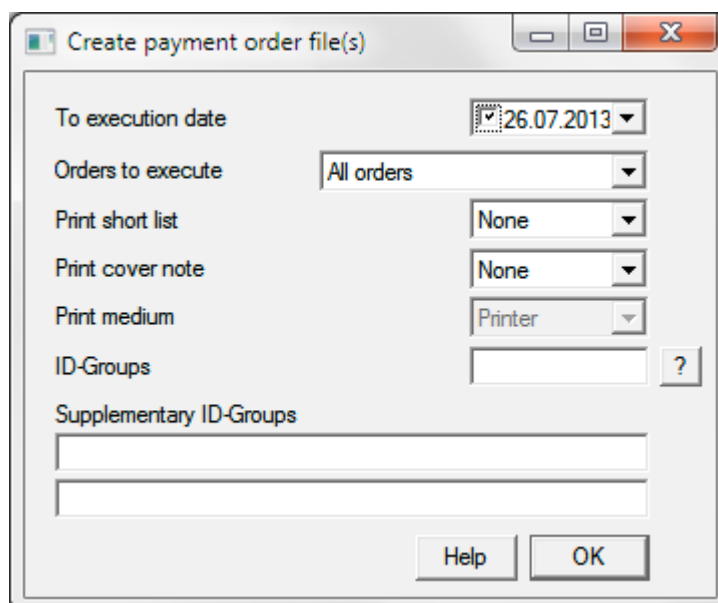 Create payment order file(s)
To execution date 26.07.2013
Orders to execute All orders
Print short list None
Print cover note None
Print medium Printer
ID-Groups ?
Supplementary ID-Groups
Help OK